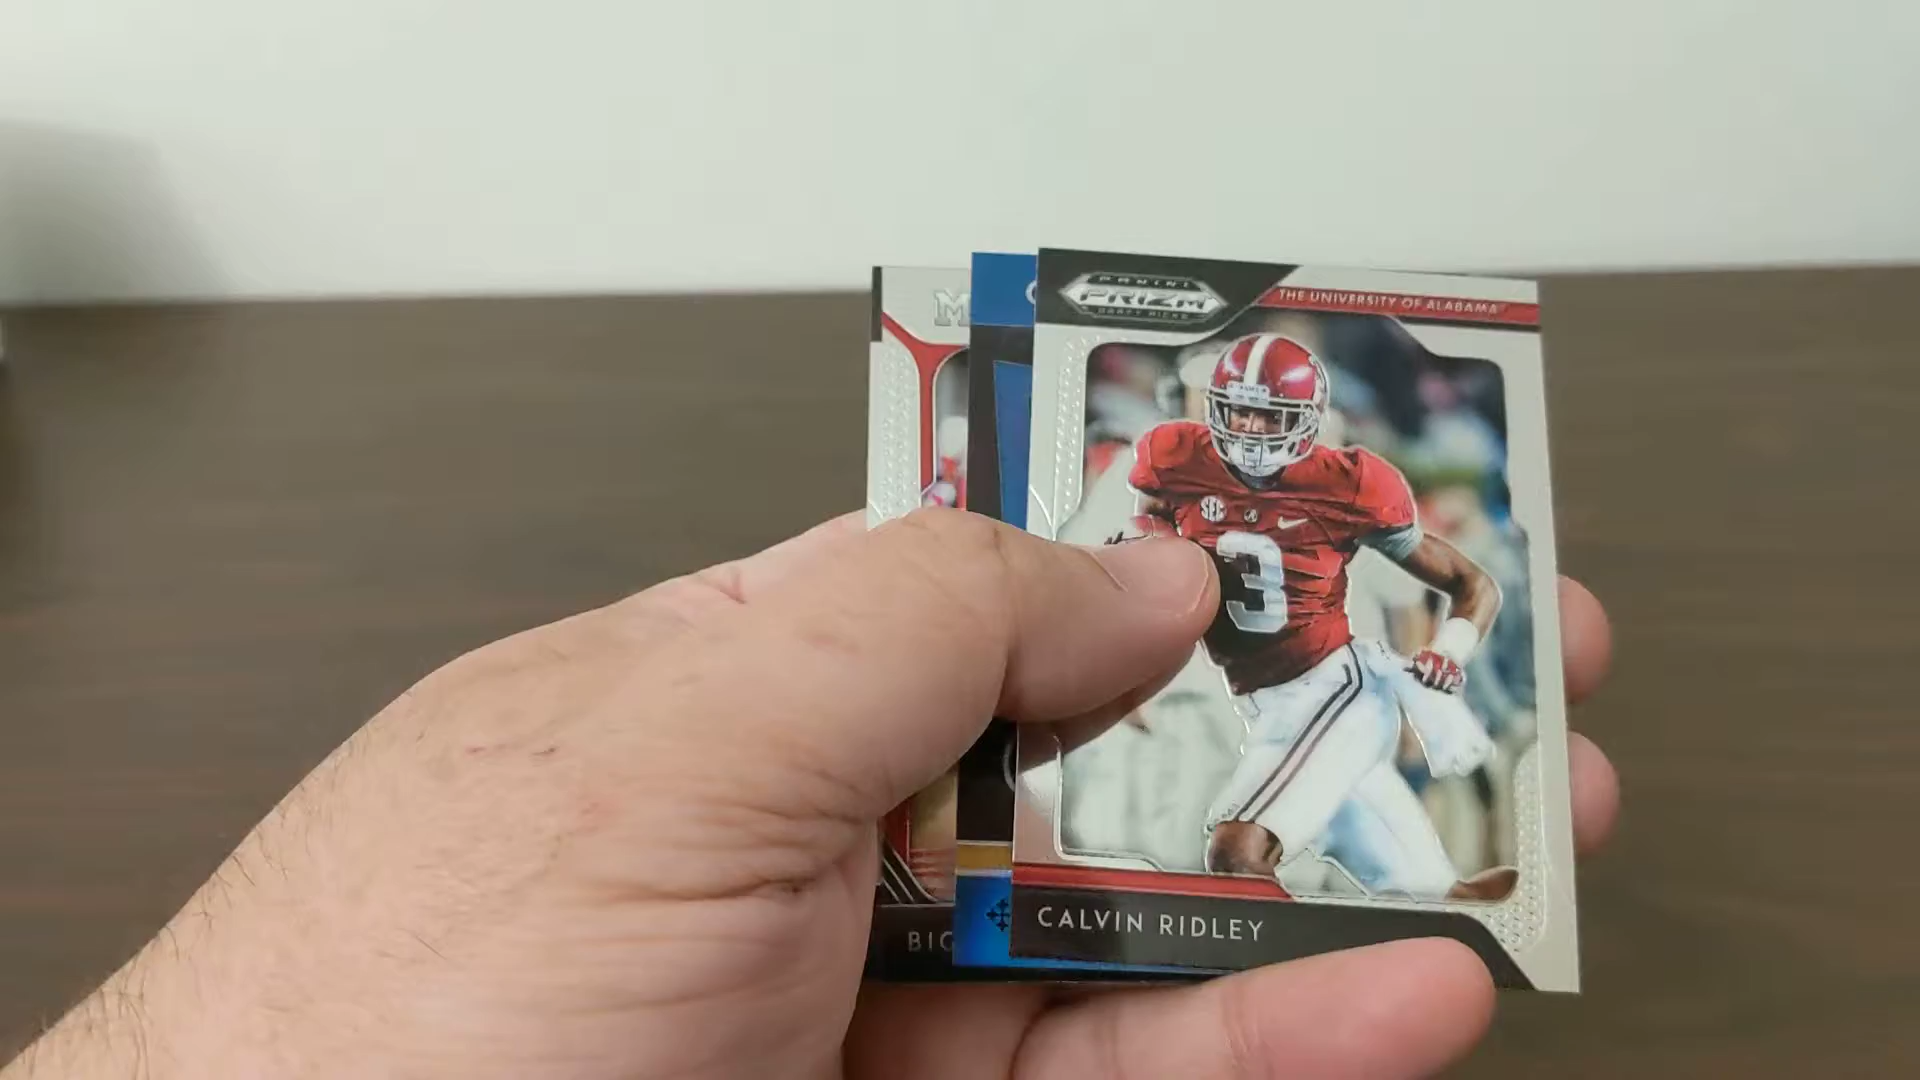 PANINI
PRIZM
DRAFT PICKS
THE UNIVERSITY OF ALABAMA
M
SEC
A
3
CALVIN RIDLEY
BIG